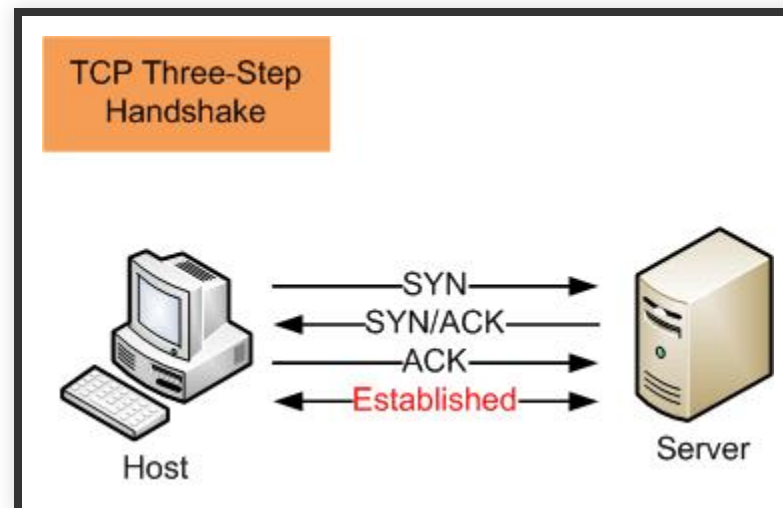 TCP Three-Step
Handshake
SYN
SYN/ACK
ACK
Established
Host
Server